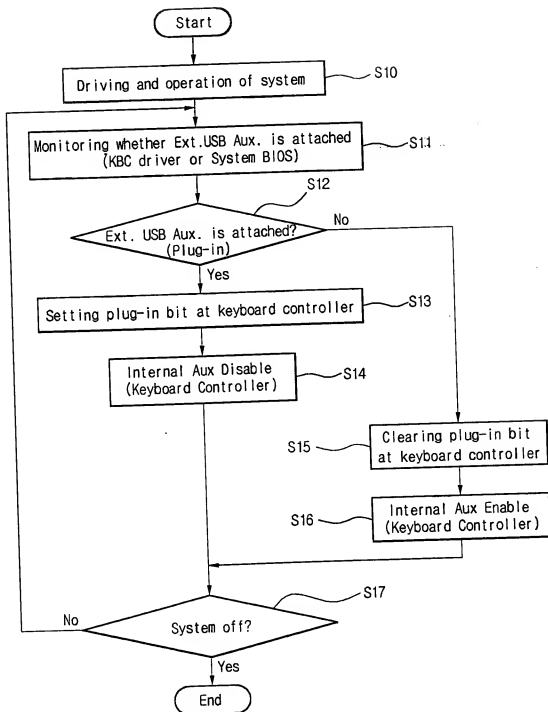 Start
Driving and operation of system
S10
Monitoring whether Ext.USB Aux. is attached
(KBC driver or System BIOS)
S11
S12
Ext. USB Aux. is attached?
(Plug-in)
No
Yes
Setting plug-in bit at keyboard controller
S13
Internal Aux Disable
(Keyboard Controller)
S14
S15
Clearing plug-in bit
at keyboard controller
S16
Internal Aux Enable
(Keyboard Controller)
S17
No
System off?
Yes
End